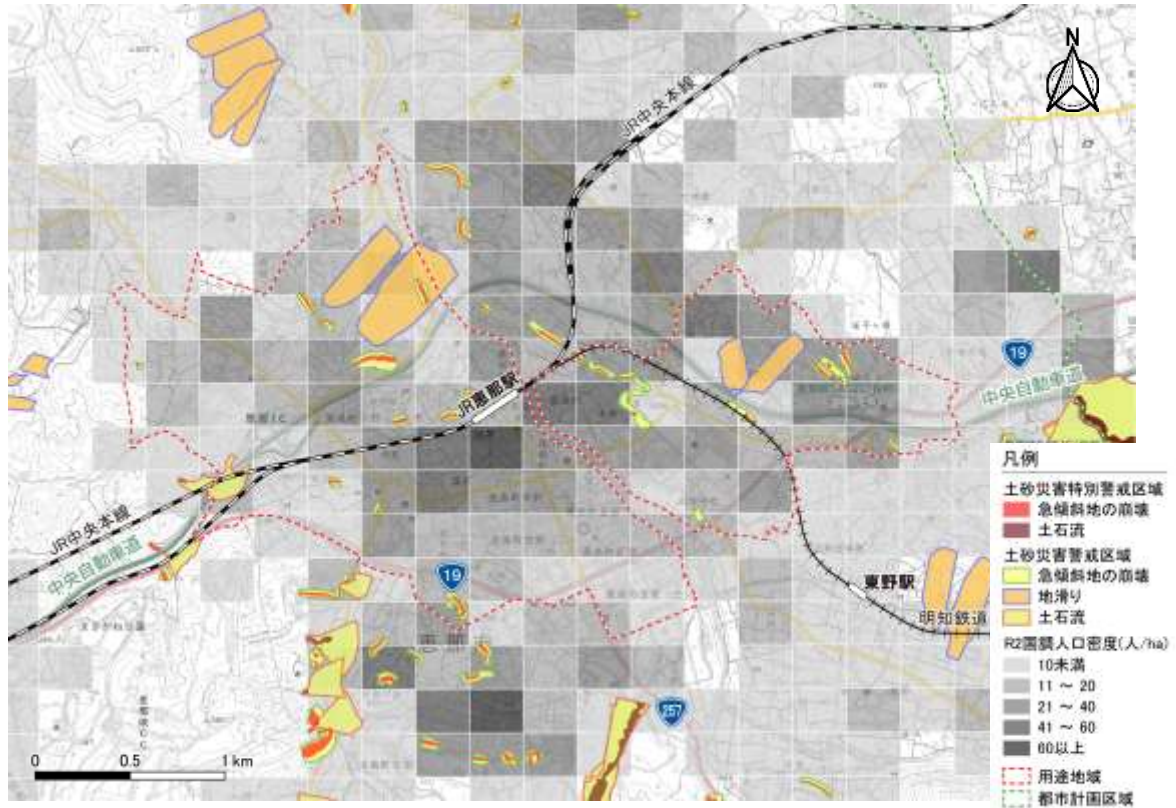 N
JR中央本線
19
中央自動車道
JR恵那駅
恵那IC
JR中央本線
中央自動車道
19
東野駅
明知鉄道
257
0 0.5 1 km
凡例
土砂災害特別警戒区域
急傾斜地の崩壊
土石流
土砂災害警戒区域
急傾斜地の崩壊
地滑り
土石流
R2国調人口密度(人/ha)
10未満
11 ～ 20
21 ～ 40
41 ～ 60
60以上
用途地域
都市計画区域